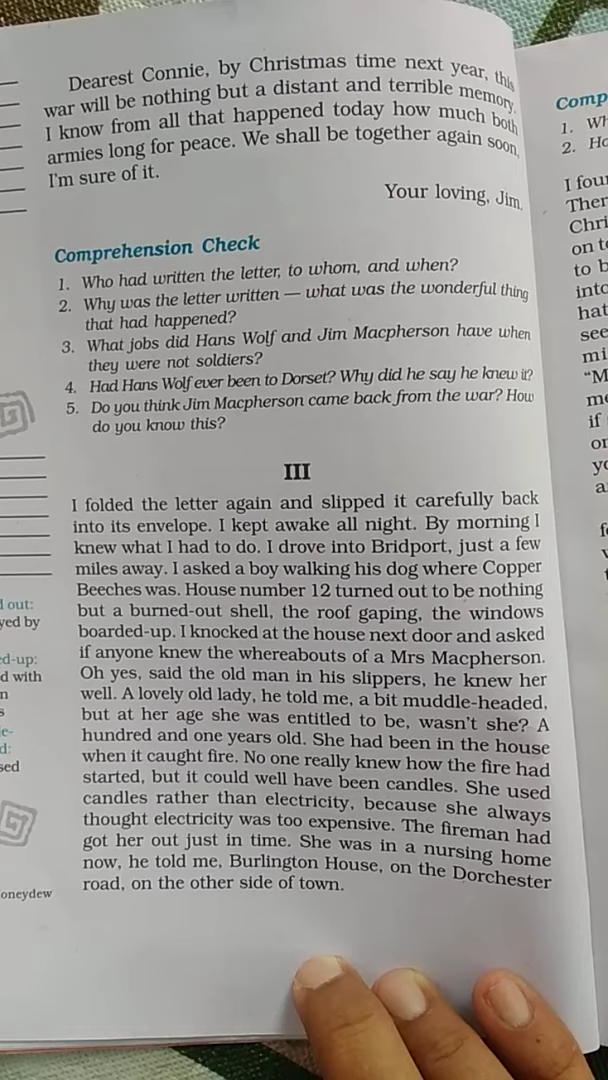 Dearest Connie, by Christmas time next year, this
war will be nothing but a distant and terrible memory.
I know from all that happened today how much both
armies long for peace. We shall be together again soon,
I'm sure of it.
Your loving, Jim.
Comprehension Check
1. Who had written the letter, to whom, and when?
2. Why was the letter written — what was the wonderful thing
that had happened?
3. What jobs did Hans Wolf and Jim Macpherson have when
they were not soldiers?
4. Had Hans Wolf ever been to Dorset? Why did he say he knew it?
5. Do you think Jim Macpherson came back from the war? How
do you know this?
III
I folded the letter again and slipped it carefully back
into its envelope. I kept awake all night. By morning I
knew what I had to do. I drove into Bridport, just a few
miles away. I asked a boy walking his dog where Copper
Beeches was. House number 12 turned out to be nothing
but a burned-out shell, the roof gaping, the windows
boarded-up. I knocked at the house next door and asked
if anyone knew the whereabouts of a Mrs Macpherson.
Oh yes, said the old man in his slippers, he knew her
well. A lovely old lady, he told me, a bit muddle-headed,
but at her age she was entitled to be, wasn't she? A
hundred and one years old. She had been in the house
when it caught fire. No one really knew how the fire had
started, but it could well have been candles. She used
candles rather than electricity, because she always
thought electricity was too expensive. The fireman had
got her out just in time. She was in a nursing home
now, he told me, Burlington House, on the Dorchester
road, on the other side of town.
out:
yed by
ed-up:
d with
n
s
e-
d:
sed
oneydew
Comp
1. Wh
2. Ho
I four
Ther
Chri
on to
to b
into
hat
see
mi
"M
me
if
or
yo
a